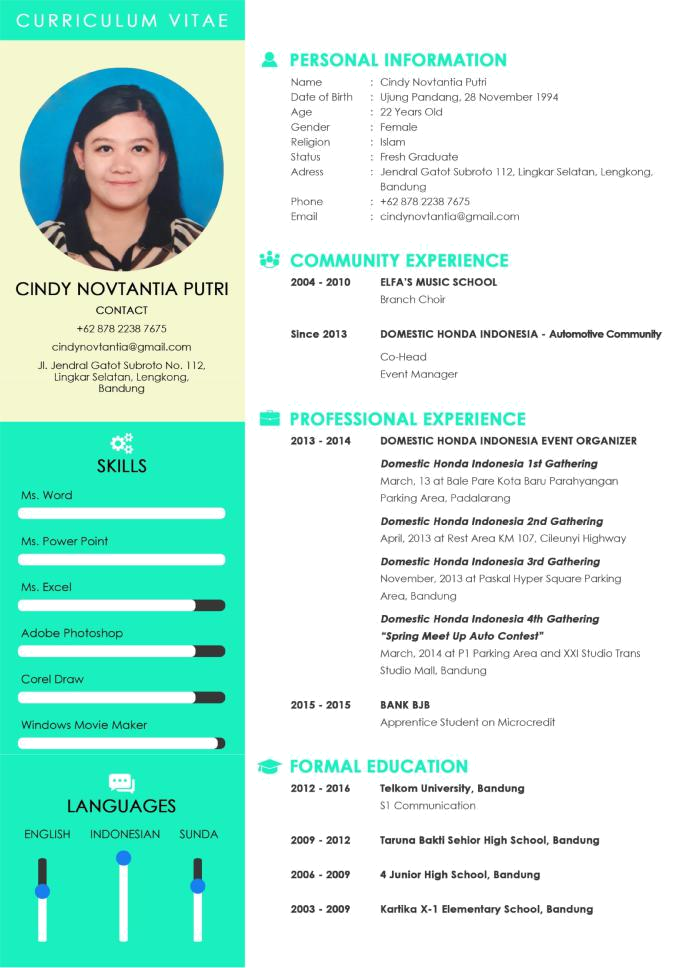 CURRICULUM VITAE
CINDY NOVTANTIA PUTRI
CONTACT
+62 878 2238 7675
cindynovtantia@gmail.com
Jl. Jendral Gatot Subroto No. 112,
Lingkar Selatan, Lengkong,
Bandung
SKILLS
Ms. Word
Ms. Power Point
Ms. Excel
Adobe Photoshop
Corel Draw
Windows Movie Maker
LANGUAGES
ENGLISH INDONESIAN SUNDA
PERSONAL INFORMATION
Name : Cindy Novtantia Putri
Date of Birth : Ujung Pandang, 28 November 1994
Age : 22 Years Old
Gender : Female
Religion : Islam
Status : Fresh Graduate
Adress : Jendral Gatot Subroto 112, Lingkar Selatan, Lengkong,
Bandung
Phone : +62 878 2238 7675
Email : cindynovtantia@gmail.com
COMMUNITY EXPERIENCE
2004 - 2010 ELFA'S MUSIC SCHOOL
Branch Choir
Since 2013 DOMESTIC HONDA INDONESIA - Automotive Community
Co-Head
Event Manager
PROFESSIONAL EXPERIENCE
2013 - 2014 DOMESTIC HONDA INDONESIA EVENT ORGANIZER
Domestic Honda Indonesia 1st Gathering
March, 13 at Bale Pare Kota Baru Parahyangan
Parking Area, Padalarang
Domestic Honda Indonesia 2nd Gathering
April, 2013 at Rest Area KM 107, Cileunyi Highway
Domestic Honda Indonesia 3rd Gathering
November, 2013 at Paskal Hyper Square Parking
Area, Bandung
Domestic Honda Indonesia 4th Gathering
"Spring Meet Up Auto Contest"
March, 2014 at P1 Parking Area and XXI Studio Trans
Studio Mall, Bandung
2015 - 2015 BANK BJB
Apprentice Student on Microcredit
FORMAL EDUCATION
2012 - 2016 Telkom University, Bandung
S1 Communication
2009 - 2012 Taruna Bakti Sehior High School, Bandung
2006 - 2009 4 Junior High School, Bandung
2003 - 2009 Kartika X-1 Elementary School, Bandung